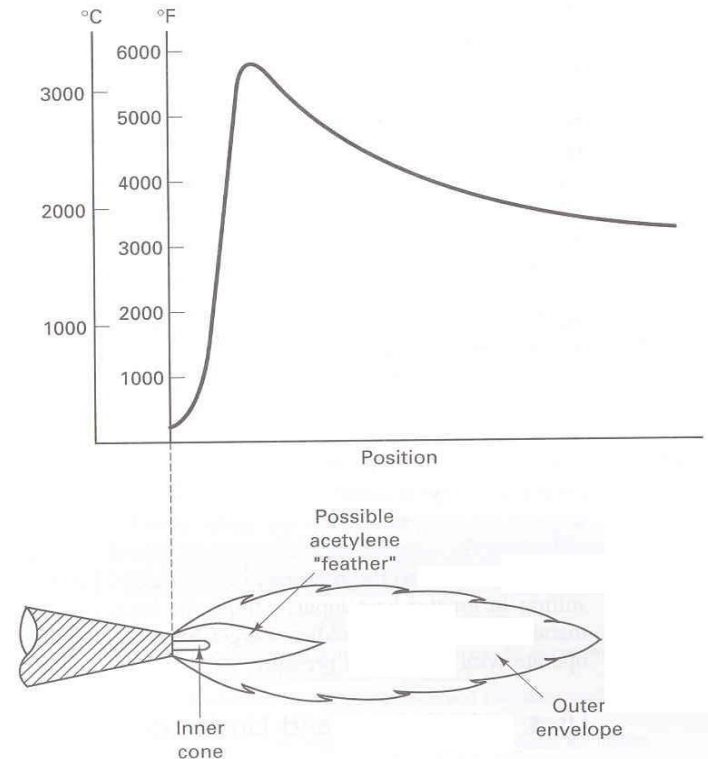 °C
°F
6000
5000
4000
3000
2000
1000
3000
2000
1000
Position
Possible
acetylene
"feather"
Inner
cone
Outer
envelope